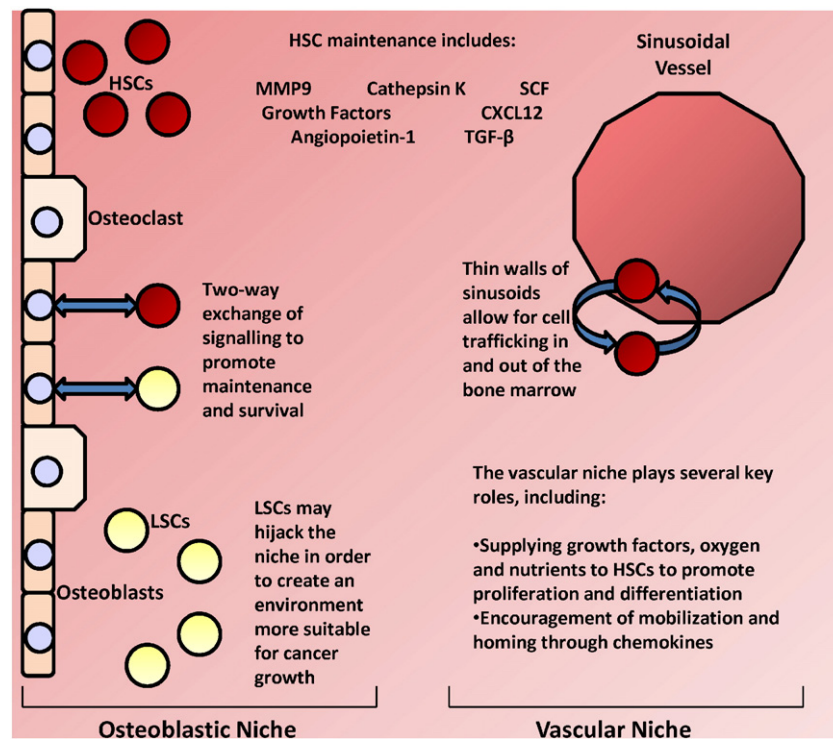 HSCs
HSC maintenance includes:
MMP9 Cathepsin K SCF
Growth Factors CXCL12
Angiopoietin-1 TGF-β
Sinusoidal
Vessel
Osteoclast
Two-way
exchange of
signalling to
promote
maintenance
and survival
Thin walls of
sinusoids
allow for cell
trafficking in
and out of the
bone marrow
LSCs
Osteoblasts
LSCs may
hijack the
niche in order
to create an
environment
more suitable
for cancer
growth
The vascular niche plays several key
roles, including:
•Supplying growth factors, oxygen
and nutrients to HSCs to promote
proliferation and differentiation
•Encouragement of mobilization and
homing through chemokines
Osteoblastic Niche
Vascular Niche